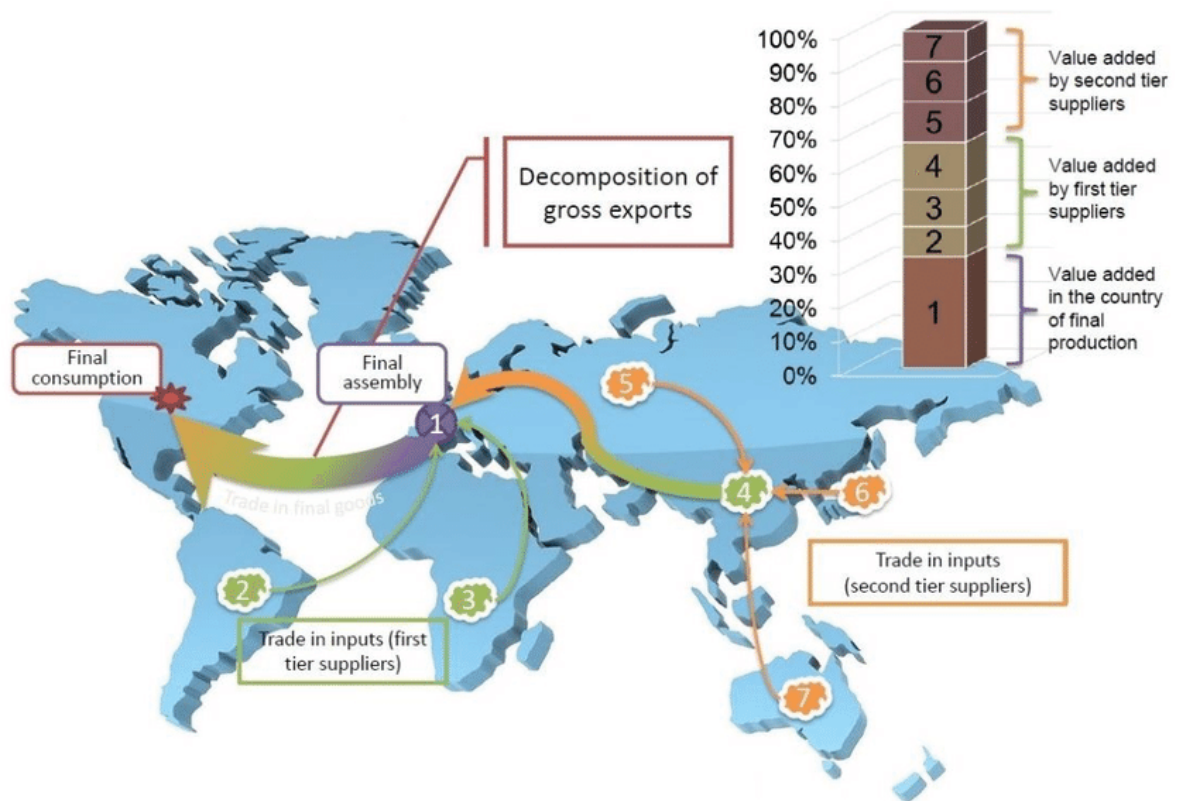 100%
90%
80%
70%
60%
50%
40%
30%
20%
10%
0%
7
6
5
4
3
2
1
Value added
by second tier
suppliers
Value added
by first tier
suppliers
Value added
in the country
of final
production
Decomposition of
gross exports
Final
consumption
Final
assembly
1
5
4
6
Trade in final goods
2
3
7
Trade in inputs (first
tier suppliers)
Trade in inputs
(second tier suppliers)